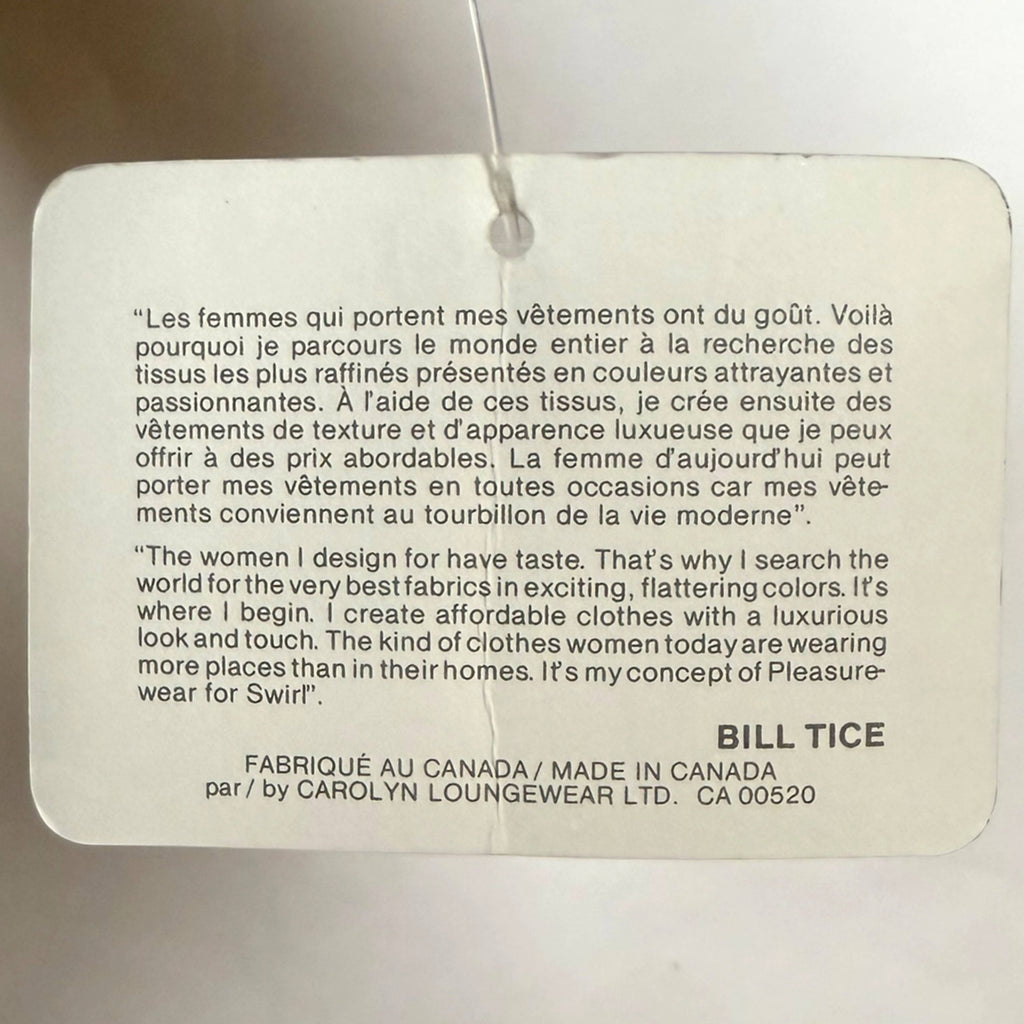 “Les femmes qui portent mes vêtements ont du goût. Voilà
pourquoi je parcours le monde entier à la recherche des
tissus les plus raffinés présentés en couleurs attrayantes et
passionnantes. À l'aide de ces tissus, je crée ensuite des
vêtements de texture et d'apparence luxueuse que je peux
offrir à des prix abordables. La femme d'aujourd'hui peut
porter mes vêtements en toutes occasions car mes vête-
ments conviennent au tourbillon de la vie moderne”.
“The women I design for have taste. That's why I search the
world for the very best fabrics in exciting, flattering colors. It's
where I begin. I create affordable clothes with a luxurious
look and touch. The kind of clothes women today are wearing
more places than in their homes. It's my concept of Pleasure-
wear for Swirl”.
BILL TICE
FABRIQUÉ AU CANADA / MADE IN CANADA
par / by CAROLYN LOUNGEWEAR LTD. CA 00520